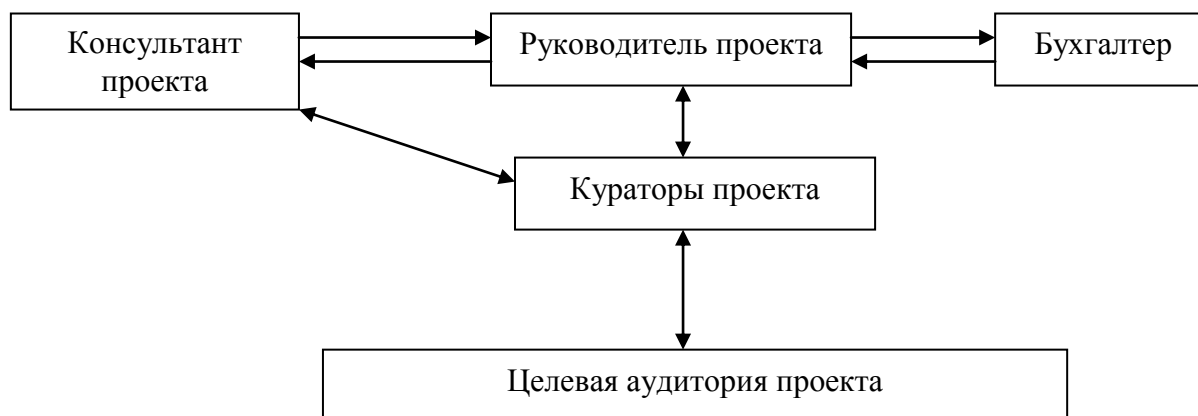 Консультант
проекта
Руководитель проекта
Бухгалтер
Кураторы проекта
Целевая аудитория проекта